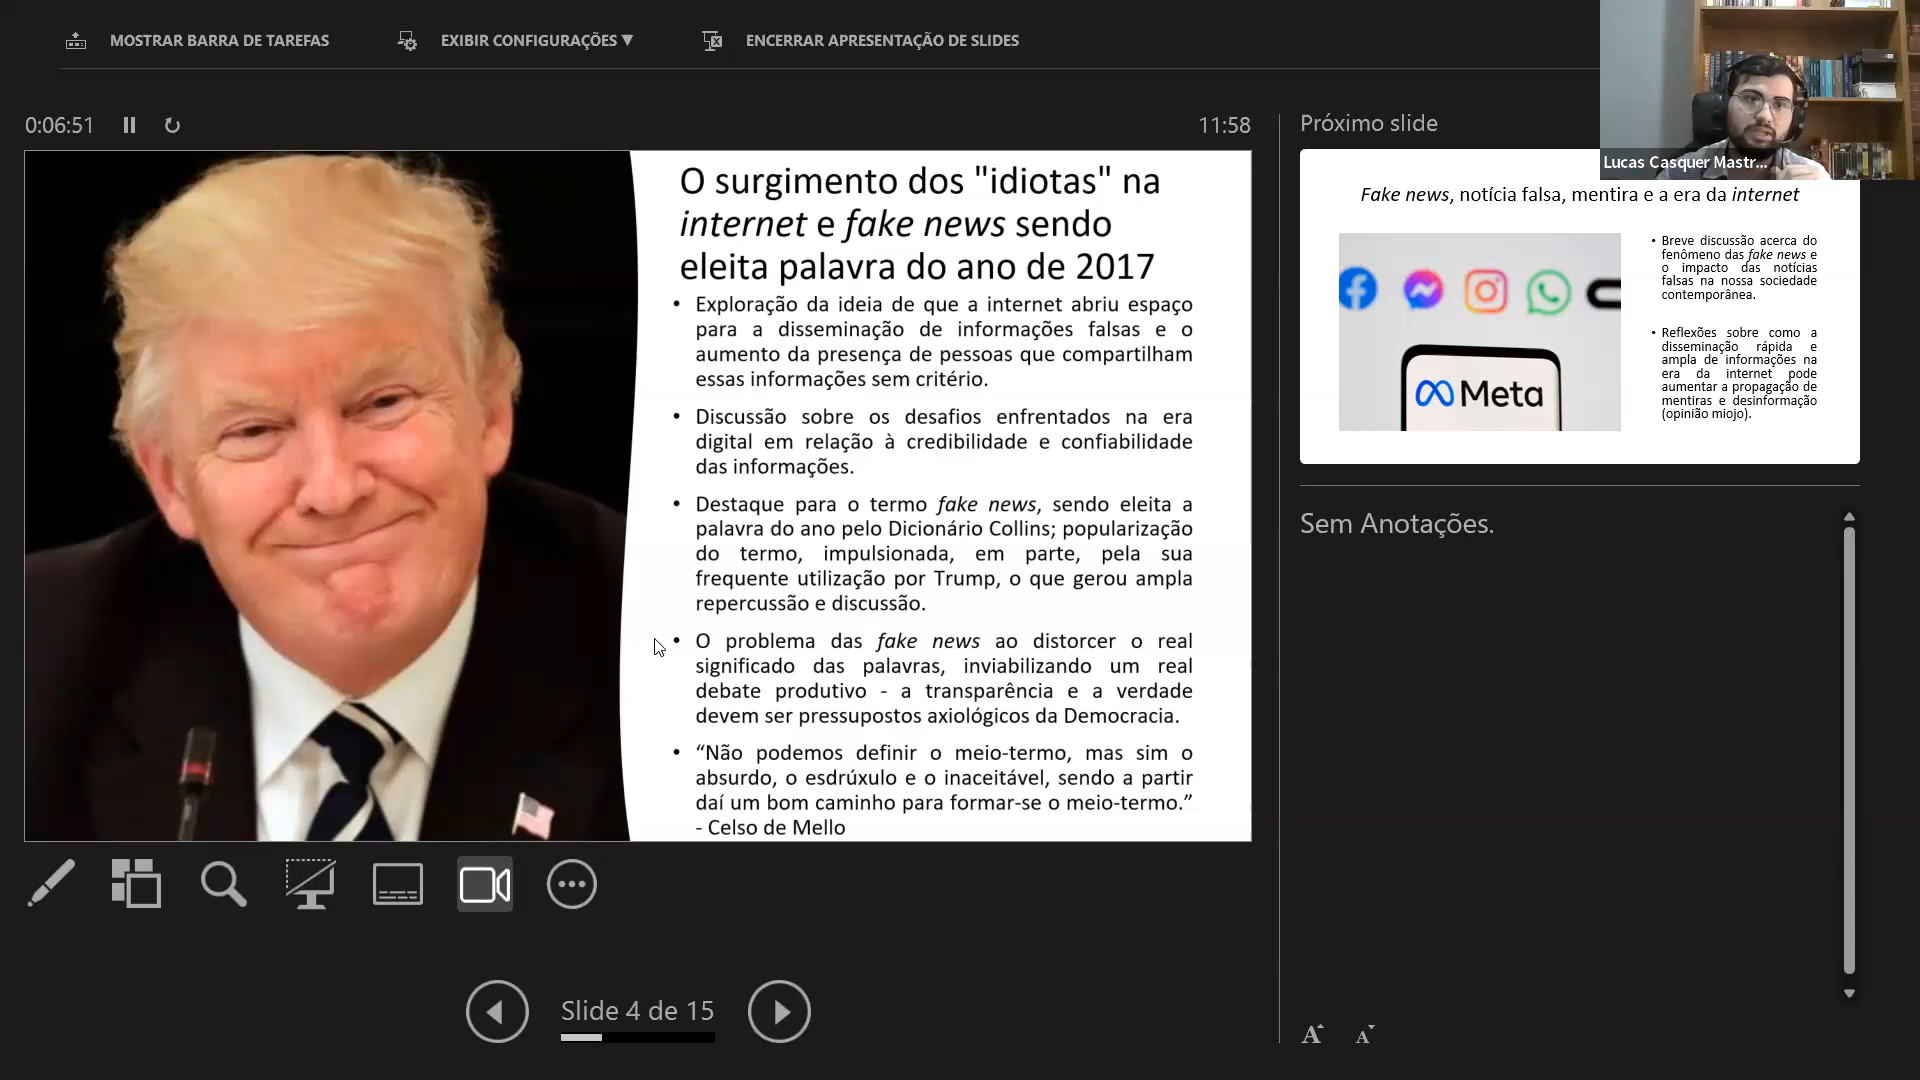 MOSTRAR BARRA DE TAREFAS
EXIBIR CONFIGURAÇÕES ▼
ENCERRAR APRESENTAÇÃO DE SLIDES
0:06:51
11:58
O surgimento dos "idiotas" na
internet e fake news sendo
eleita palavra do ano de 2017
• Exploração da ideia de que a internet abriu espaço
para a disseminação de informações falsas e o
aumento da presença de pessoas que compartilham
essas informações sem critério.
• Discussão sobre os desafios enfrentados na era
digital em relação à credibilidade e confiabilidade
das informações.
• Destaque para o termo fake news, sendo eleita a
palavra do ano pelo Dicionário Collins; popularização
do termo, impulsionada, em parte, pela sua
frequente utilização por Trump, o que gerou ampla
repercussão e discussão.
• O problema das fake news ao distorcer o real
significado das palavras, inviabilizando um real
debate produtivo - a transparência e a verdade
devem ser pressupostos axiológicos da Democracia.
• “Não podemos definir o meio-termo, mas sim o
absurdo, o esdrúxulo e o inaceitável, sendo a partir
daí um bom caminho para formar-se o meio-termo.”
- Celso de Mello
Slide 4 de 15
Próximo slide
Lucas Casquer Mastr...
Fake news, notícia falsa, mentira e a era da internet
Meta
• Breve discussão acerca do
fenômeno das fake news e
o impacto das notícias
falsas na nossa sociedade
contemporânea.
• Reflexões sobre como a
disseminação rápida e
ampla de informações na
era da internet pode
aumentar a propagação de
mentiras e desinformação
(opinião miojo).
Sem Anotações.
A A